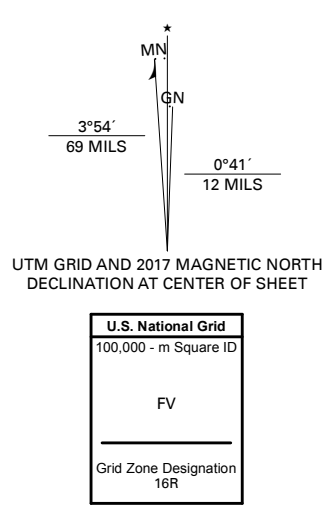 ★
MN
GN
3°54´
69 MILS
0°41´
12 MILS
UTM GRID AND 2017 MAGNETIC NORTH
DECLINATION AT CENTER OF SHEET
U.S. National Grid
100,000 - m Square ID
FV
Grid Zone Designation
16R